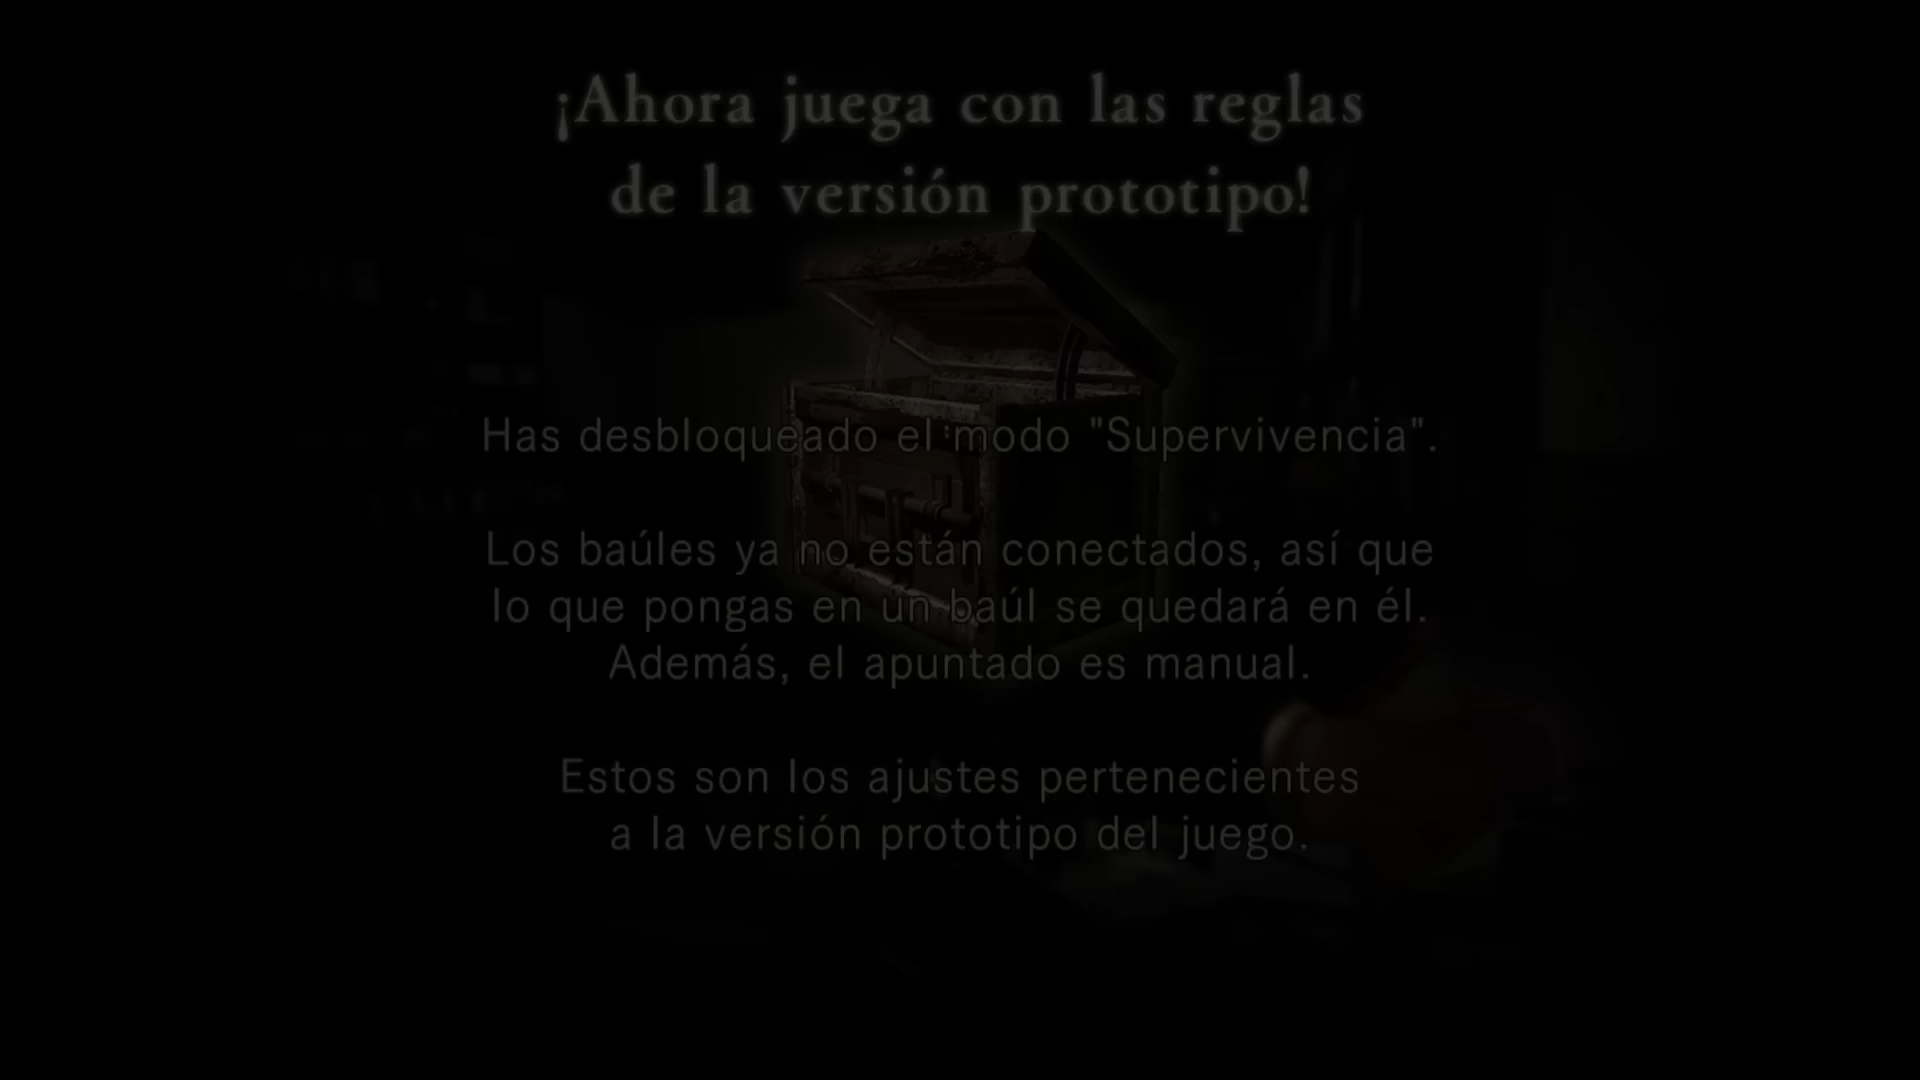 ¡Ahora juega con las reglas
de la versión prototipo!
Has desbloqueado el modo "Supervivencia".
Los baúles ya no están conectados, así que
lo que pongas en un baúl se quedará en él.
Además, el apuntado es manual.
Estos son los ajustes pertenecientes
a la versión prototipo del juego.